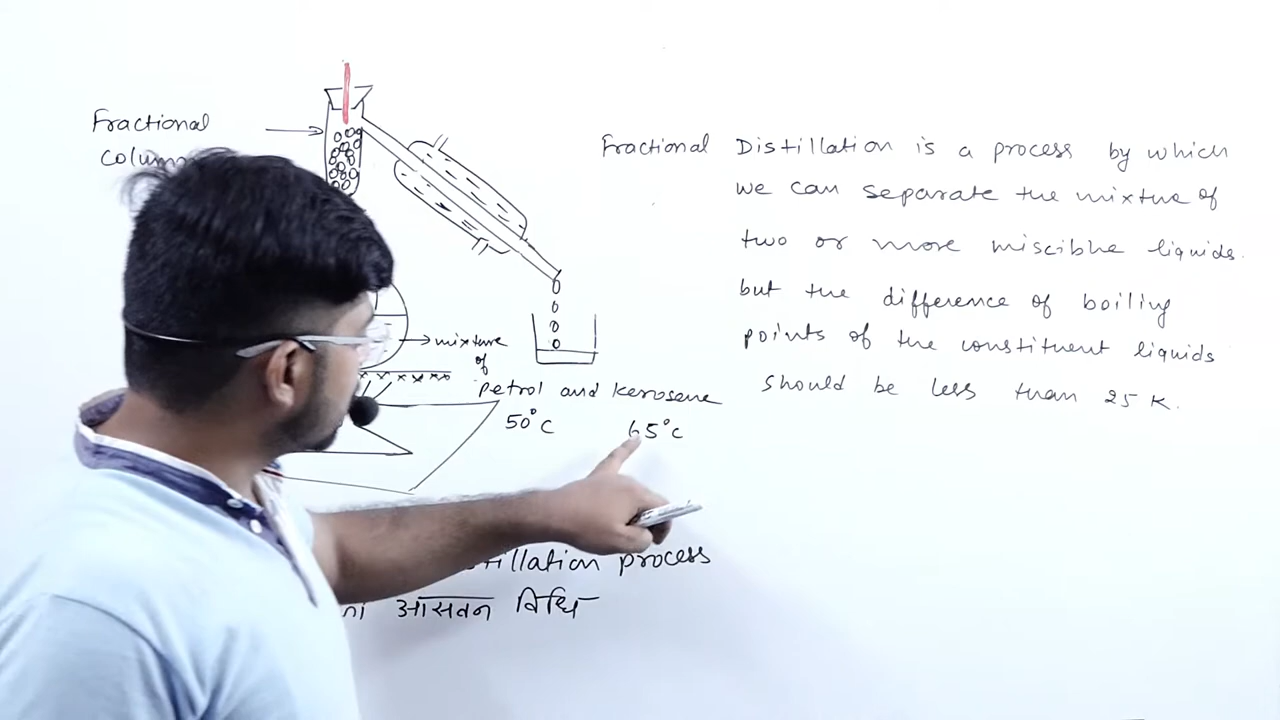 Fractional
column
mixture
of
petrol and kerosene
50°C 65°C
distillation process
आसवन विधि
Fractional Distillation is a process by which
we can separate the mixture of
two or more miscible liquids.
but the difference of boiling
points of the constituent liquids
should be less than 25 K.